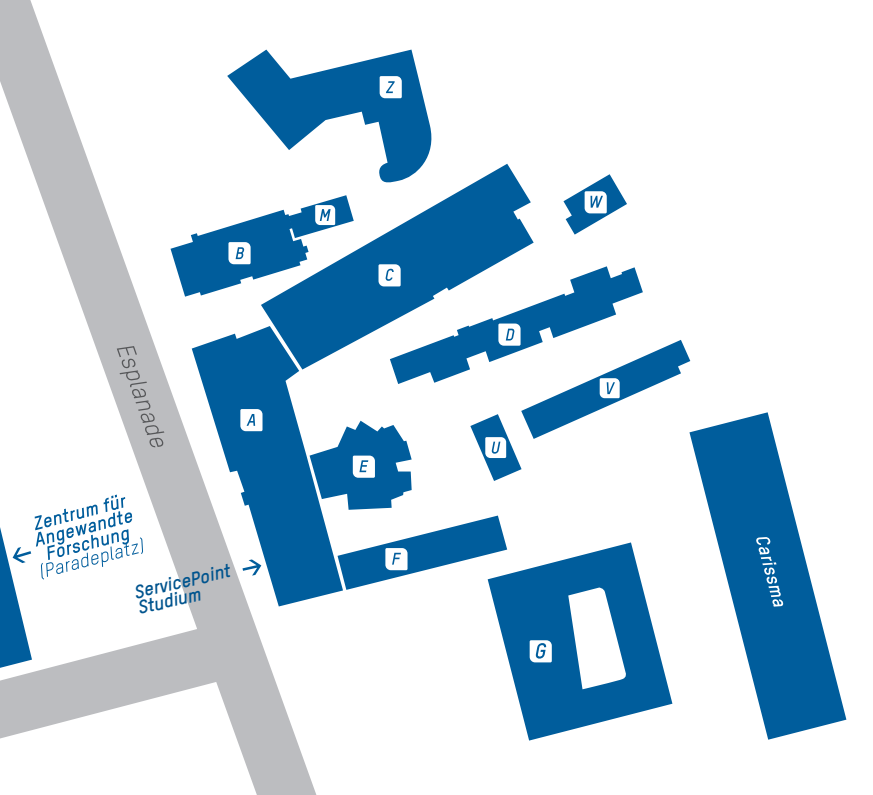 Z
W
M
B
C
D
Esplanade
V
A
U
E
Zentrum für
Angewandte
Forschung
(Paradeplatz)
F
Carissma
ServicePoint
Studium
G